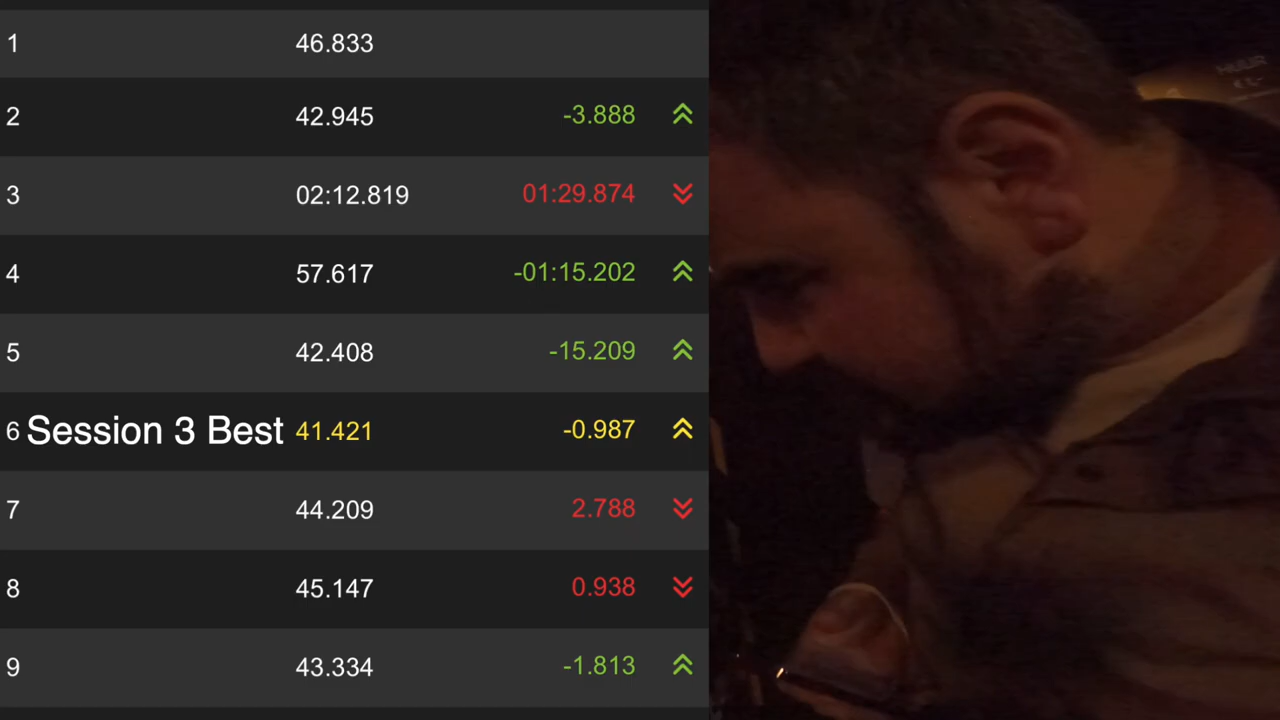 1 46.833
2 42.945 -3.888
3 02:12.819 01:29.874
4 57.617 -01:15.202
5 42.408 -15.209
6 Session 3 Best 41.421 -0.987
7 44.209 2.788
8 45.147 0.938
9 43.334 -1.813